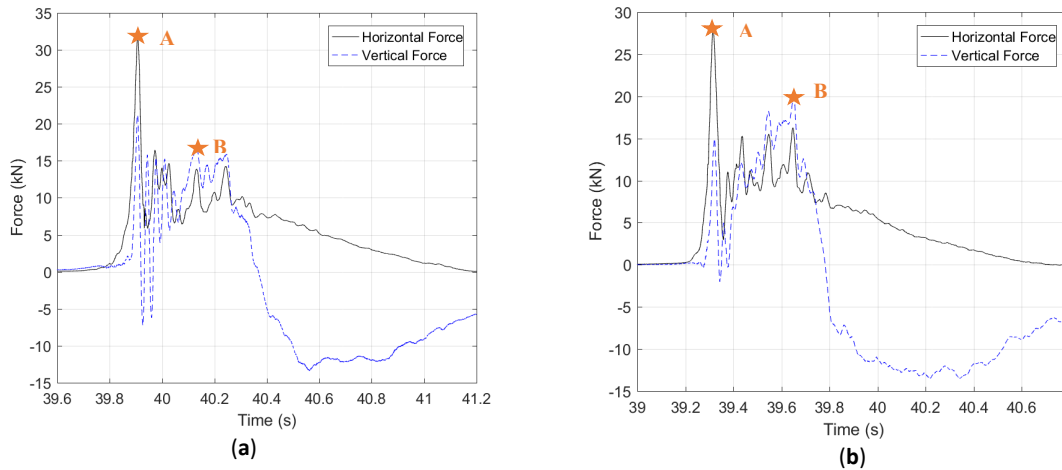 35
30
25
20
15
10
5
0
-5
-10
-15
Force (kN)
A
B
Horizontal Force
Vertical Force
39.6 39.8 40 40.2 40.4 40.6 40.8 41 41.2
Time (s)
(a)
30
25
20
15
10
5
0
-5
-10
-15
Force (kN)
A
B
Horizontal Force
Vertical Force
39 39.2 39.4 39.6 39.8 40 40.2 40.4 40.6
Time (s)
(b)